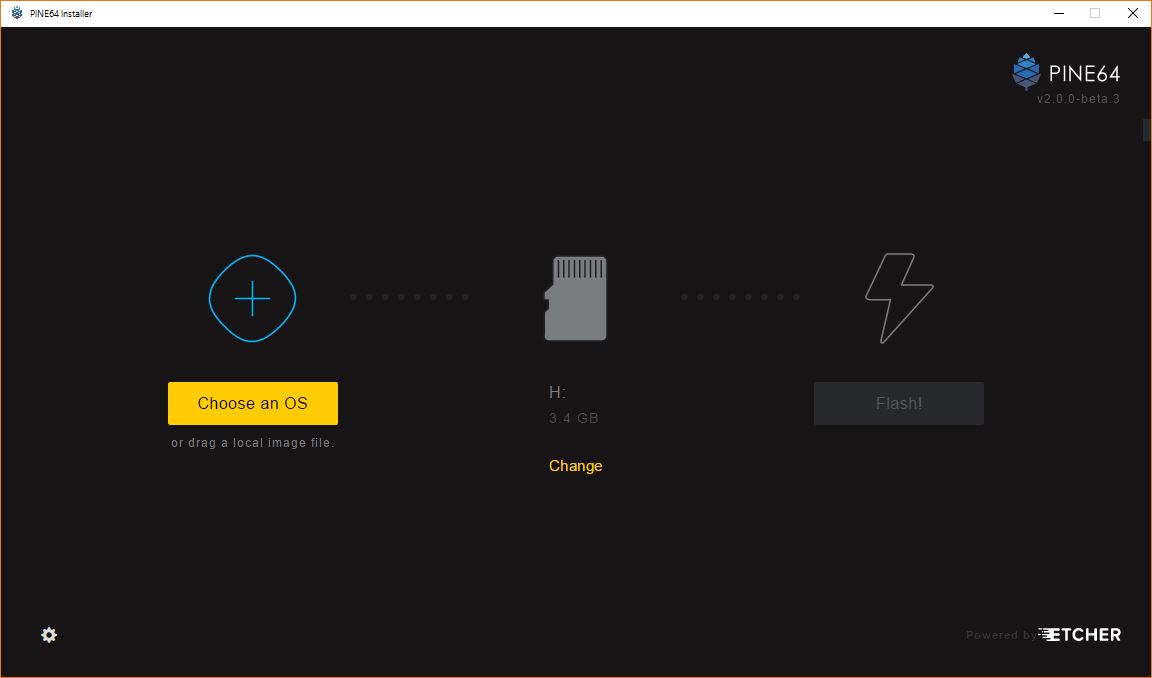 PINE64 Installer
PINE64
v2.0.0-beta.3
Choose an OS
or drag a local image file.
H:
3.4 GB
Change
Flash!
Powered by ETCHER